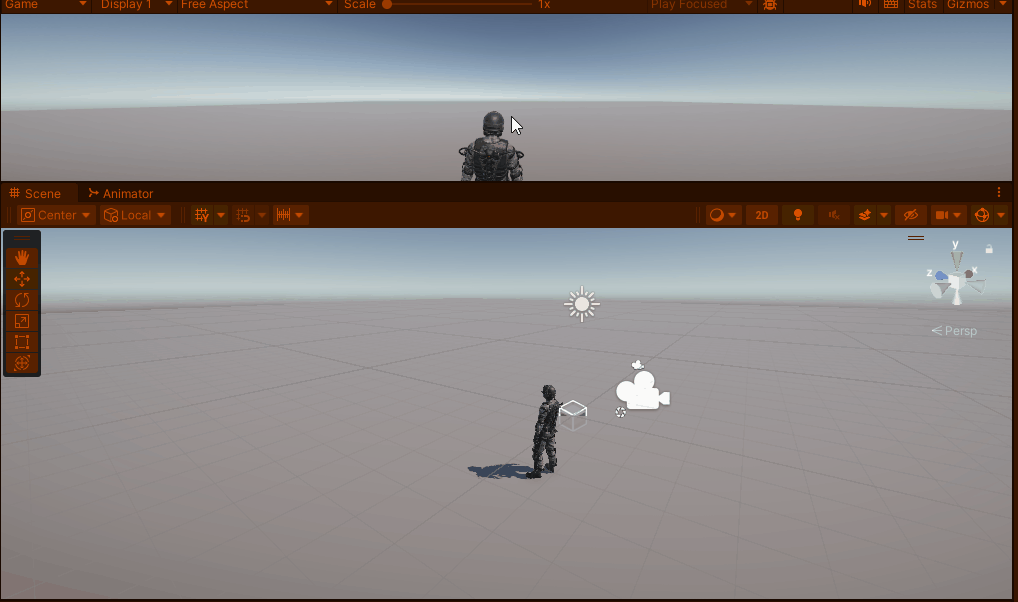 Game Display 1 Free Aspect Scale 1x Play Focused Stats Gizmos
Scene Animator
Center Local 2D
y
z x
Persp